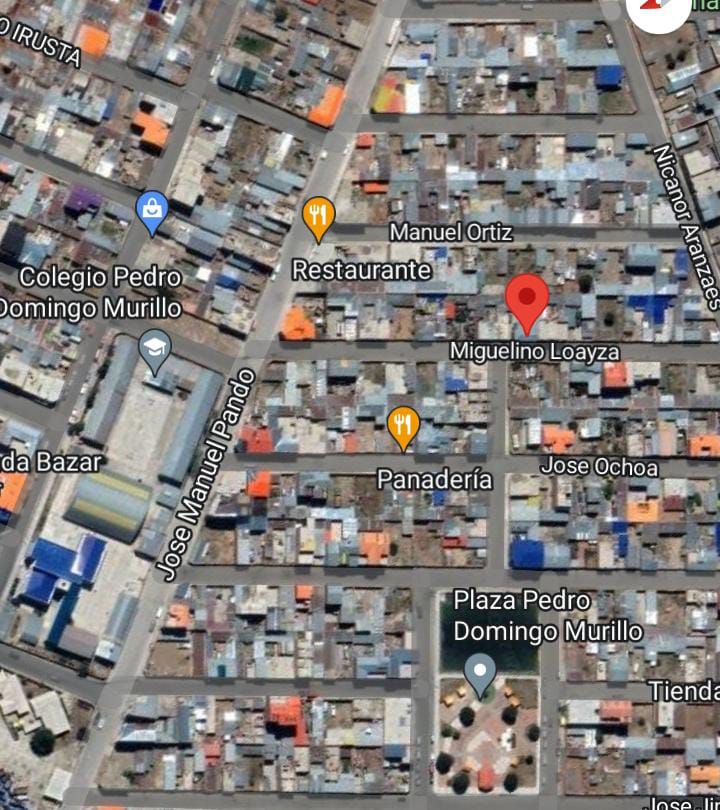 O IRUSTA
Nicanor Aranzaes
Manuel Ortiz
Restaurante
Colegio Pedro
Domingo Murillo
Miguelino Loayza
Jose Manuel Pando
da Bazar
Panadería
Jose Ochoa
Plaza Pedro
Domingo Murillo
Tienda